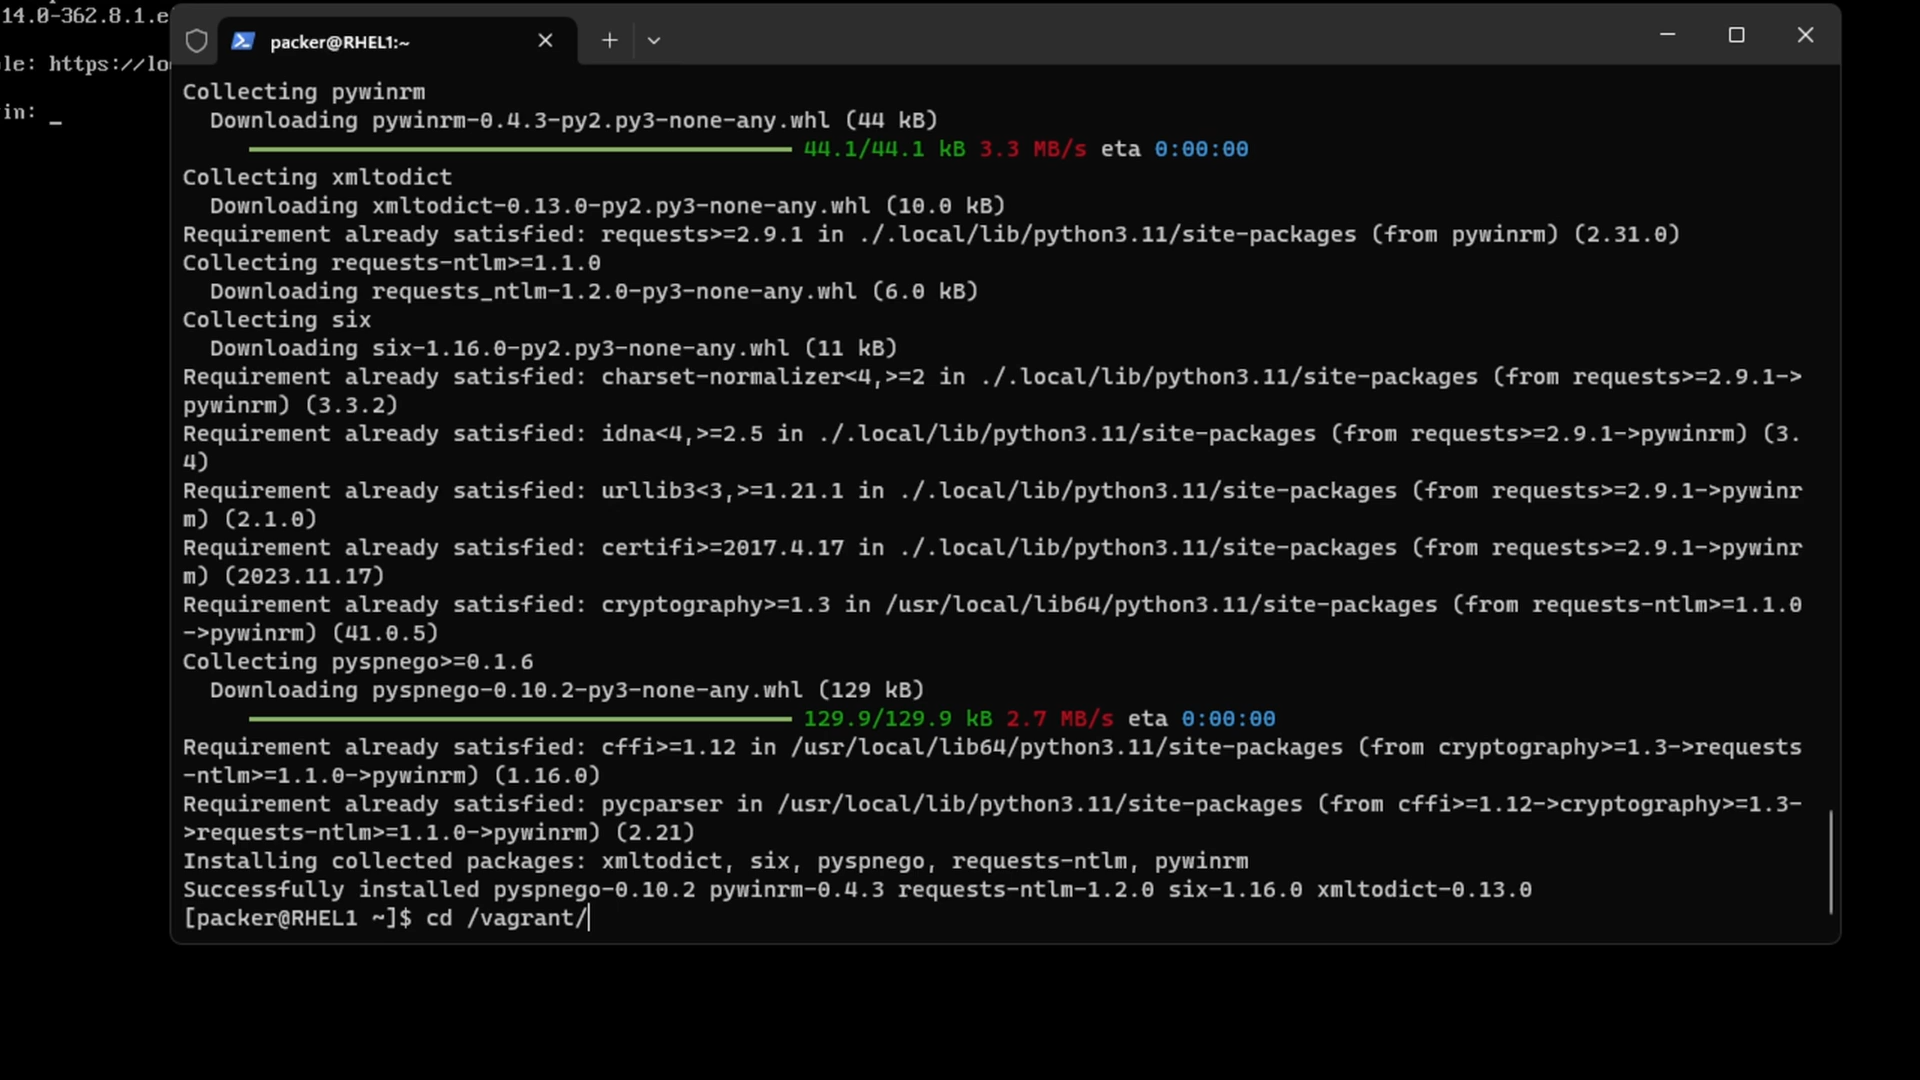 14.0-362.8.1.e
le: https://lo
in: _
packer@RHEL1:~
Collecting pywinrm
Downloading pywinrm-0.4.3-py2.py3-none-any.whl (44 kB)
44.1/44.1 kB 3.3 MB/s eta 0:00:00
Collecting xmltodict
Downloading xmltodict-0.13.0-py2.py3-none-any.whl (10.0 kB)
Requirement already satisfied: requests>=2.9.1 in ./.local/lib/python3.11/site-packages (from pywinrm) (2.31.0)
Collecting requests-ntlm>=1.1.0
Downloading requests_ntlm-1.2.0-py3-none-any.whl (6.0 kB)
Collecting six
Downloading six-1.16.0-py2.py3-none-any.whl (11 kB)
Requirement already satisfied: charset-normalizer<4,>=2 in ./.local/lib/python3.11/site-packages (from requests>=2.9.1->
pywinrm) (3.3.2)
Requirement already satisfied: idna<4,>=2.5 in ./.local/lib/python3.11/site-packages (from requests>=2.9.1->pywinrm) (3.
4)
Requirement already satisfied: urllib3<3,>=1.21.1 in ./.local/lib/python3.11/site-packages (from requests>=2.9.1->pywinr
m) (2.1.0)
Requirement already satisfied: certifi>=2017.4.17 in ./.local/lib/python3.11/site-packages (from requests>=2.9.1->pywinr
m) (2023.11.17)
Requirement already satisfied: cryptography>=1.3 in /usr/local/lib64/python3.11/site-packages (from requests-ntlm>=1.1.0
->pywinrm) (41.0.5)
Collecting pyspnego>=0.1.6
Downloading pyspnego-0.10.2-py3-none-any.whl (129 kB)
129.9/129.9 kB 2.7 MB/s eta 0:00:00
Requirement already satisfied: cffi>=1.12 in /usr/local/lib64/python3.11/site-packages (from cryptography>=1.3->requests
-ntlm>=1.1.0->pywinrm) (1.16.0)
Requirement already satisfied: pycparser in /usr/local/lib/python3.11/site-packages (from cffi>=1.12->cryptography>=1.3-
>requests-ntlm>=1.1.0->pywinrm) (2.21)
Installing collected packages: xmltodict, six, pyspnego, requests-ntlm, pywinrm
Successfully installed pyspnego-0.10.2 pywinrm-0.4.3 requests-ntlm-1.2.0 six-1.16.0 xmltodict-0.13.0
[packer@RHEL1 ~]$ cd /vagrant/